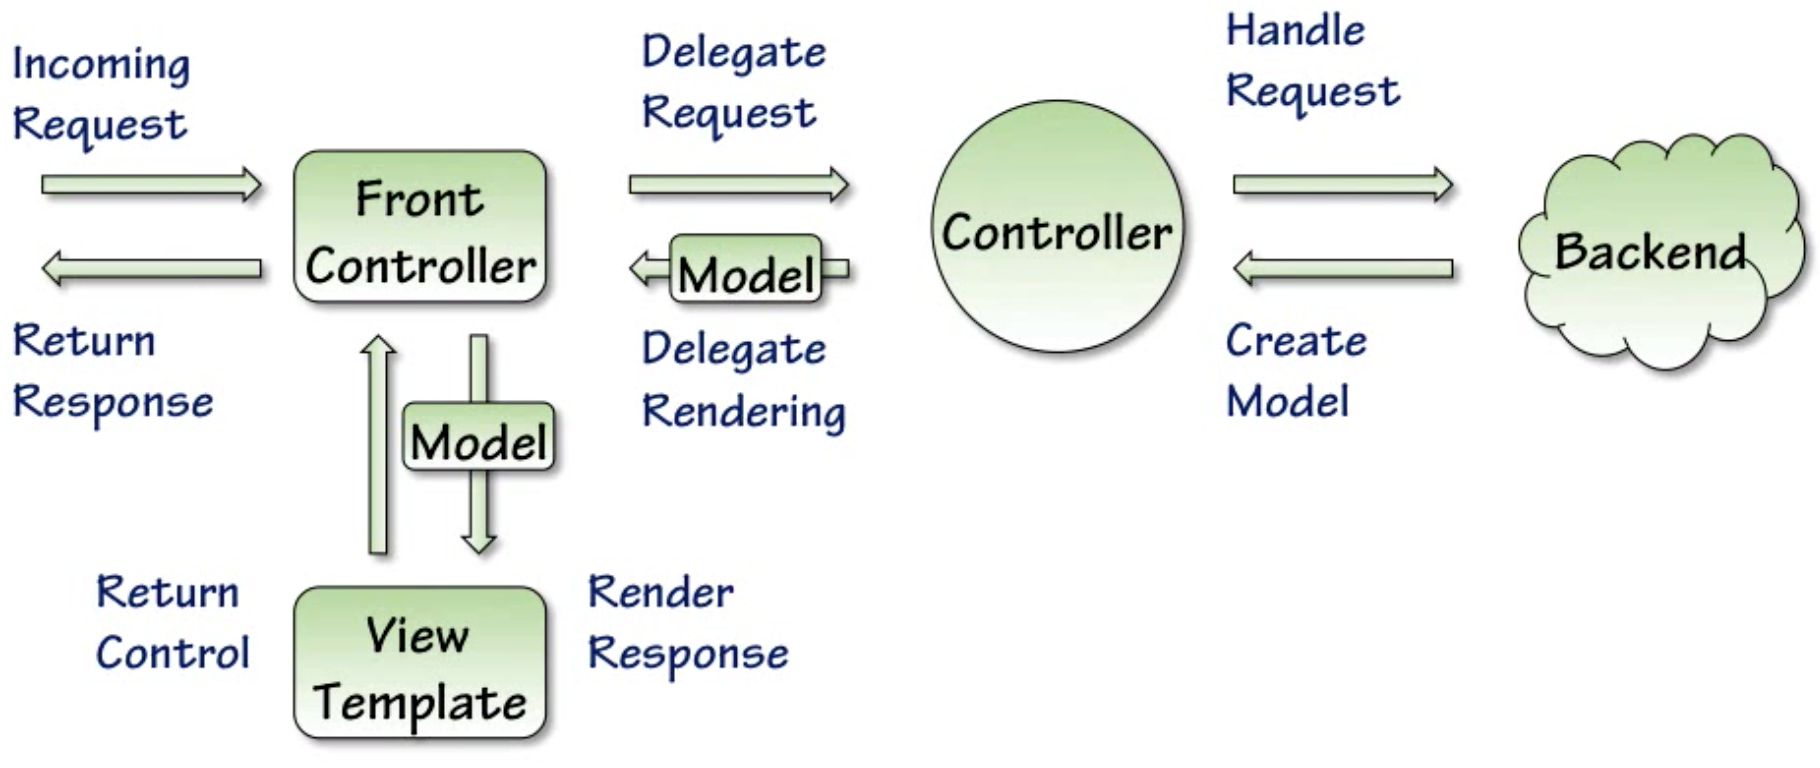 Incoming
Request
Delegate
Request
Handle
Request
Front
Controller
Model
Controller
Backend
Return
Response
Delegate
Rendering
Create
Model
Model
Return
Control
View
Template
Render
Response